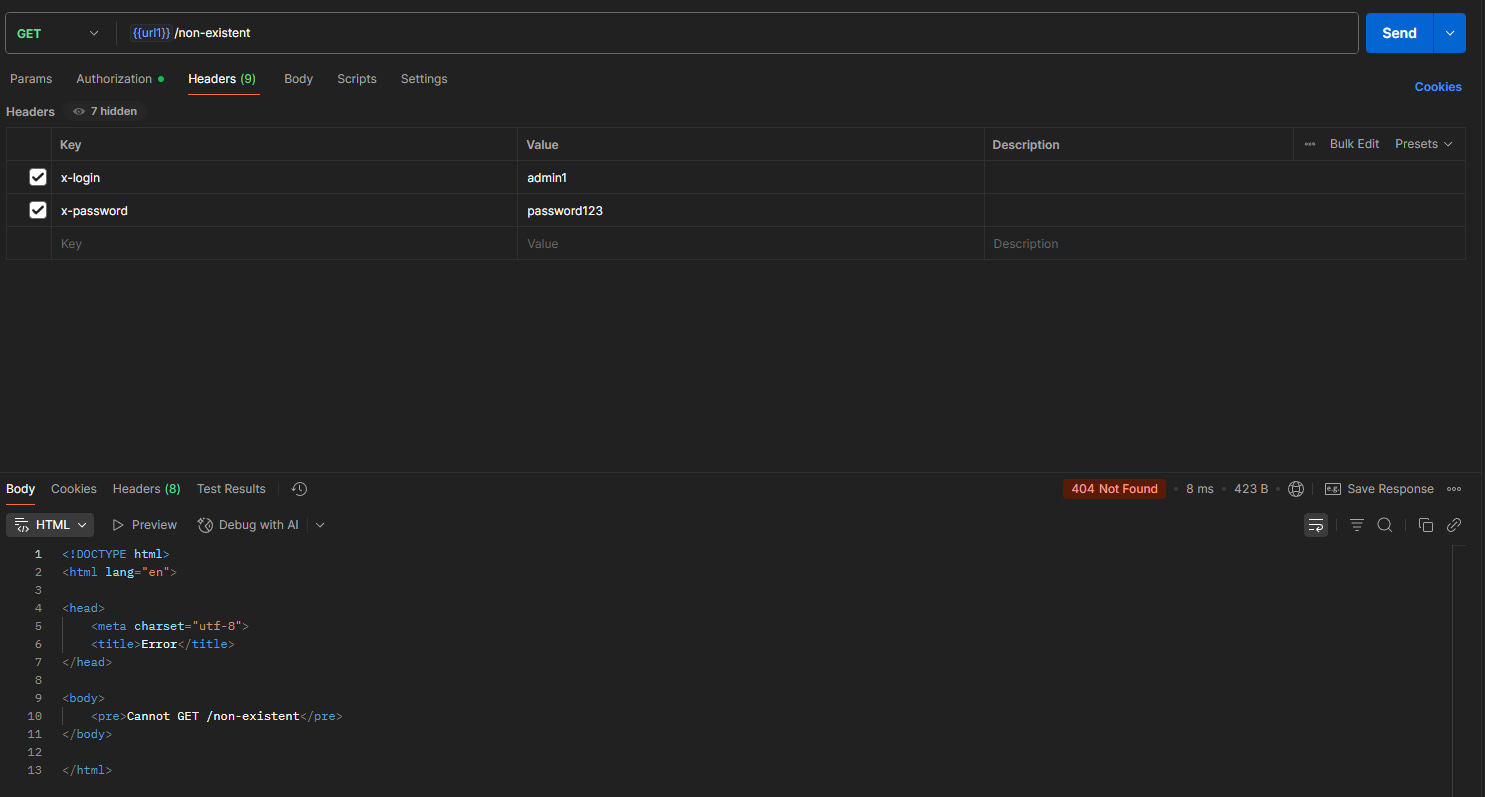 GET {{url1}} /non-existent Send
Params Authorization Headers (9) Body Scripts Settings Cookies
Headers 7 hidden
Key Value Description Bulk Edit Presets
x-login admin1
x-password password123
Key Value Description
Body Cookies Headers (8) Test Results 404 Not Found 8 ms 423 B e.g. Save Response
HTML Preview Debug with AI
1 <!DOCTYPE html>
2 <html lang="en">
3
4 <head>
5 <meta charset="utf-8">
6 <title>Error</title>
7 </head>
8
9 <body>
10 <pre>Cannot GET /non-existent</pre>
11 </body>
12
13 </html>